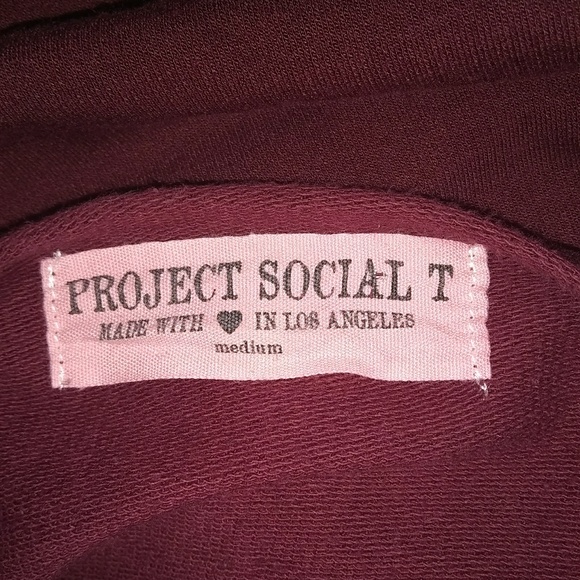 PROJECT SOCIAL T
MADE WITH ♥ IN LOS ANGELES
medium